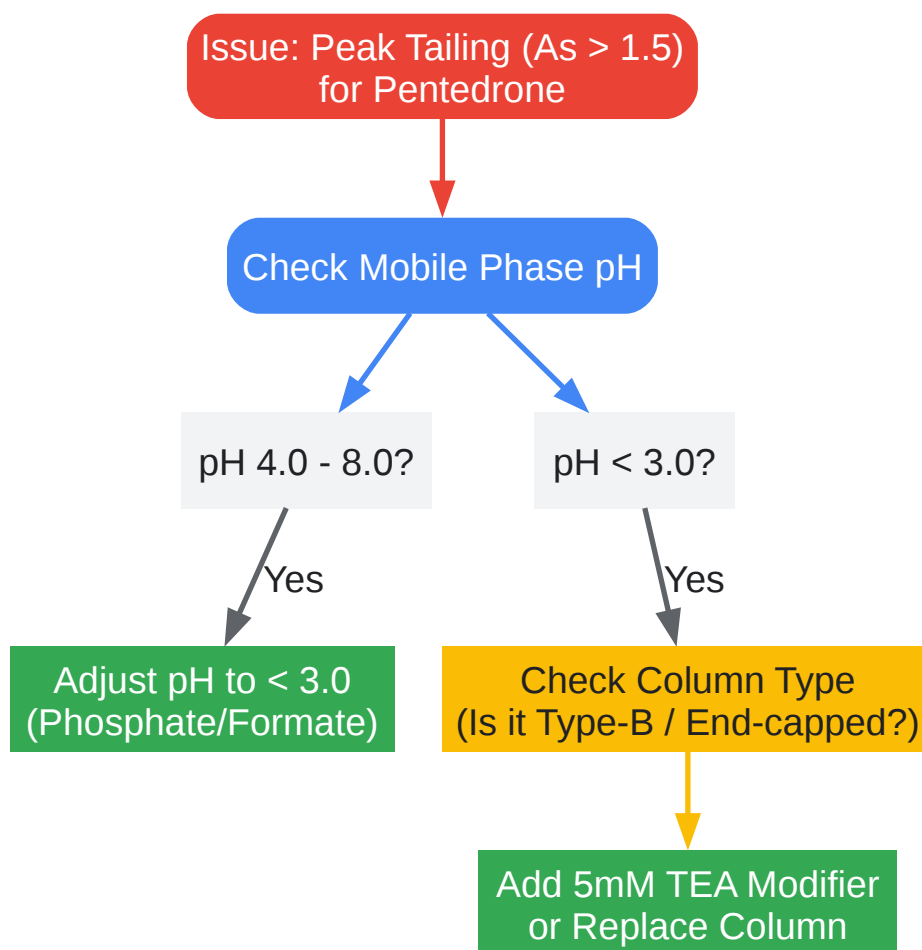 Issue: Peak Tailing (As > 1.5)
for Pentedrone
Check Mobile Phase pH
pH 4.0 - 8.0?
pH < 3.0?
Yes
Yes
Adjust pH to < 3.0
(Phosphate/Formate)
Check Column Type
(Is it Type-B / End-capped?)
Add 5mM TEA Modifier
or Replace Column